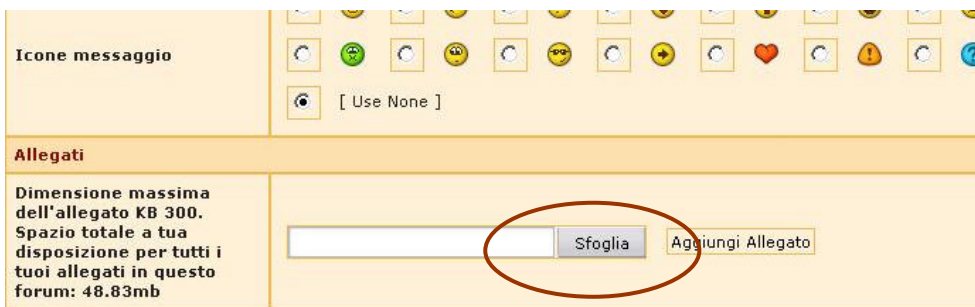 Icone messaggio
[ Use None ]
Allegati
Dimensione massima
dell'allegato KB 300.
Spazio totale a tua
disposizione per tutti i
tuoi allegati in questo
forum: 48.83mb
Sfoglia
Aggiungi Allegato